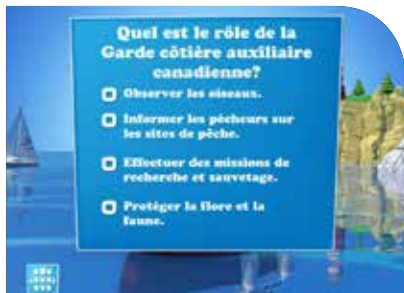 Quel est le rôle de la
Garde côtière auxiliaire
canadienne?
Observer les oiseaux.
Informer les pêcheurs sur
les sites de pêche.
Effectuer des missions de
recherche et sauvetage.
Protéger la flore et la
faune.